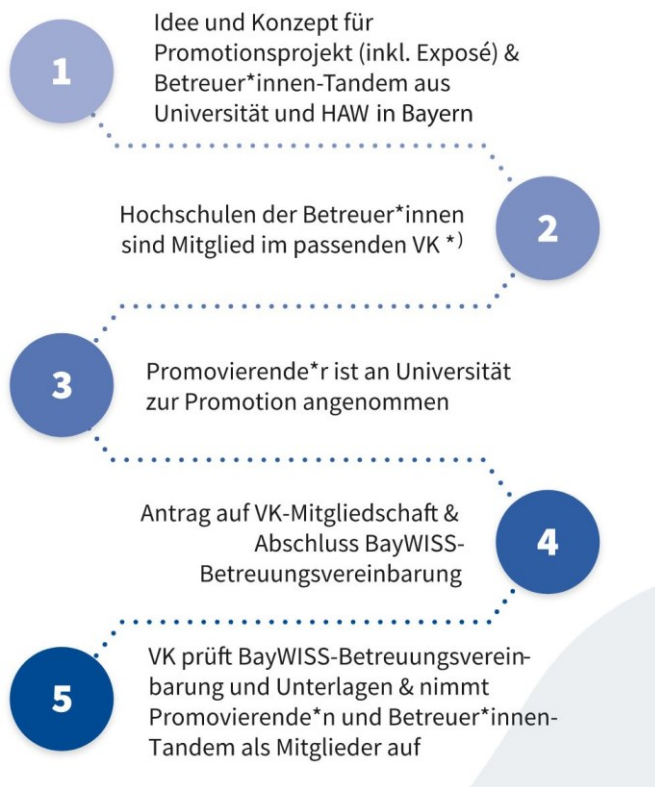 1
Idee und Konzept für
Promotionsprojekt (inkl. Exposé) &
Betreuer*innen-Tandem aus
Universität und HAW in Bayern
2
Hochschulen der Betreuer*innen
sind Mitglied im passenden VK *)
3
Promovierende*r ist an Universität
zur Promotion angenommen
4
Antrag auf VK-Mitgliedschaft &
Abschluss BayWISS-
Betreuungsvereinbarung
5
VK prüft BayWISS-Betreuungsverein-
barung und Unterlagen & nimmt
Promovierende*n und Betreuer*innen-
Tandem als Mitglieder auf